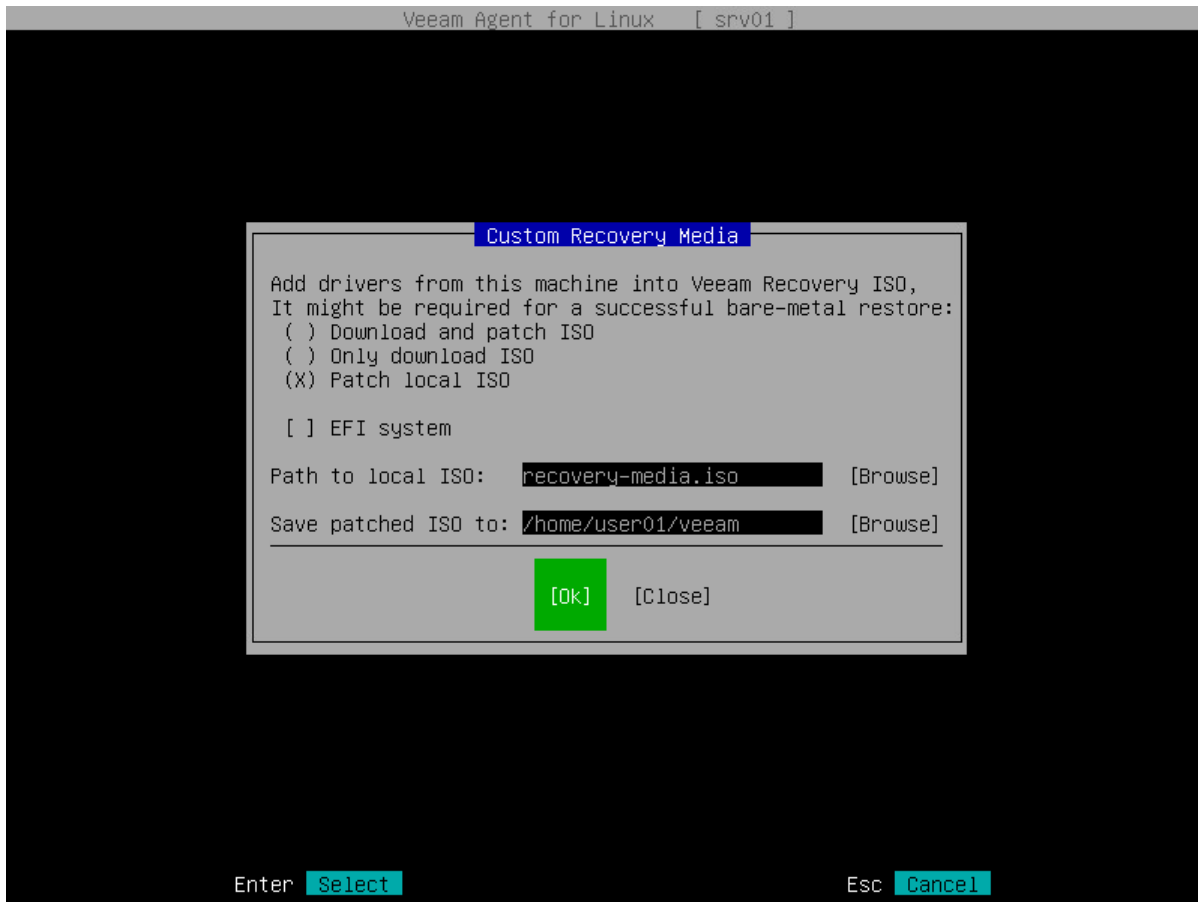 Veeam Agent for Linux [ srv01 ]
Custom Recovery Media
Add drivers from this machine into Veeam Recovery ISO,
It might be required for a successful bare-metal restore:
( ) Download and patch ISO
( ) Only download ISO
(X) Patch local ISO
[ ] EFI system
Path to local ISO: recovery-media.iso [Browse]
Save patched ISO to: /home/user01/veeam [Browse]
[Ok] [Close]
Enter Select Esc Cancel